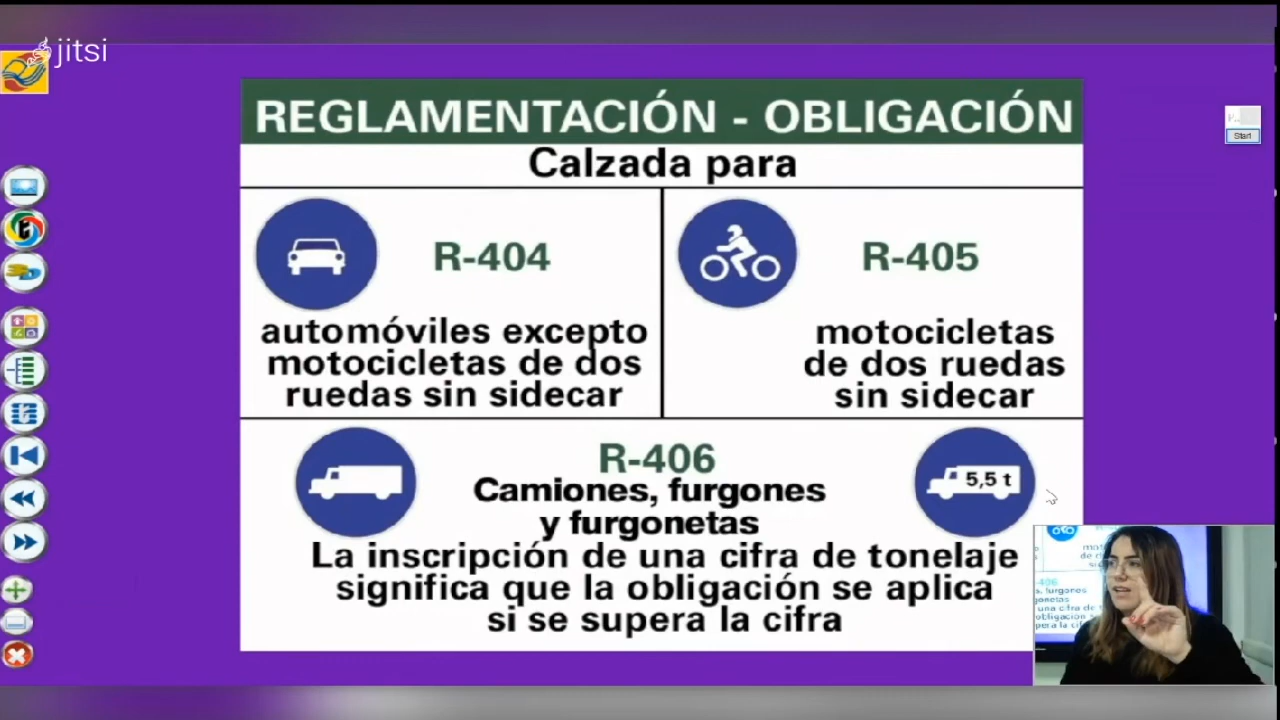 jitsi
REGLAMENTACIÓN - OBLIGACIÓN
Start
Calzada para
R-404
R-405
automóviles excepto
motocicletas de dos
ruedas sin sidecar
motocicletas
de dos ruedas
sin sidecar
R-406
Camiones, furgones
y furgonetas
5,5 t
La inscripción de una cifra de tonelaje
significa que la obligación se aplica
si se supera la cifra